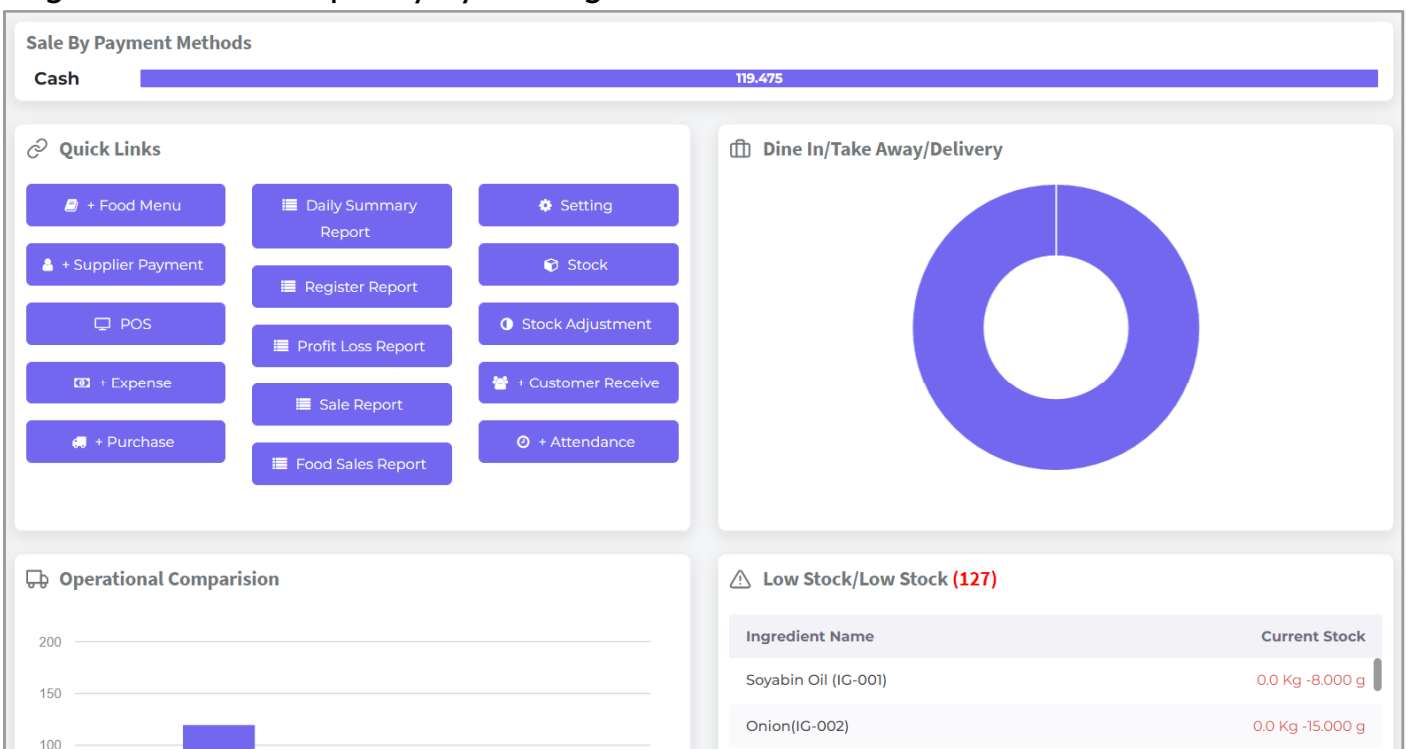 Sale By Payment Methods
Cash
119.475
Quick Links
+ Food Menu
+ Supplier Payment
POS
+ Expense
+ Purchase
Daily Summary
Report
Register Report
Profit Loss Report
Sale Report
Food Sales Report
Setting
Stock
Stock Adjustment
+ Customer Receive
+ Attendance
Dine In/Take Away/Delivery
Operational Comparision
200
150
100
Low Stock/Low Stock (127)
Ingredient Name Current Stock
Soyabin Oil (IG-001) 0.0 Kg -8.000 g
Onion(IG-002) 0.0 Kg -15.000 g